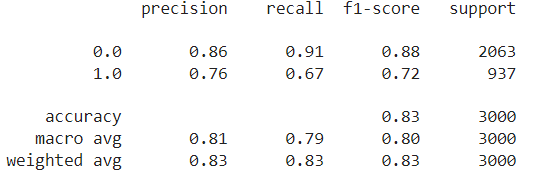 precision recall f1-score support
0.0 0.86 0.91 0.88 2063
1.0 0.76 0.67 0.72 937
accuracy 0.83 3000
macro avg 0.81 0.79 0.80 3000
weighted avg 0.83 0.83 0.83 3000